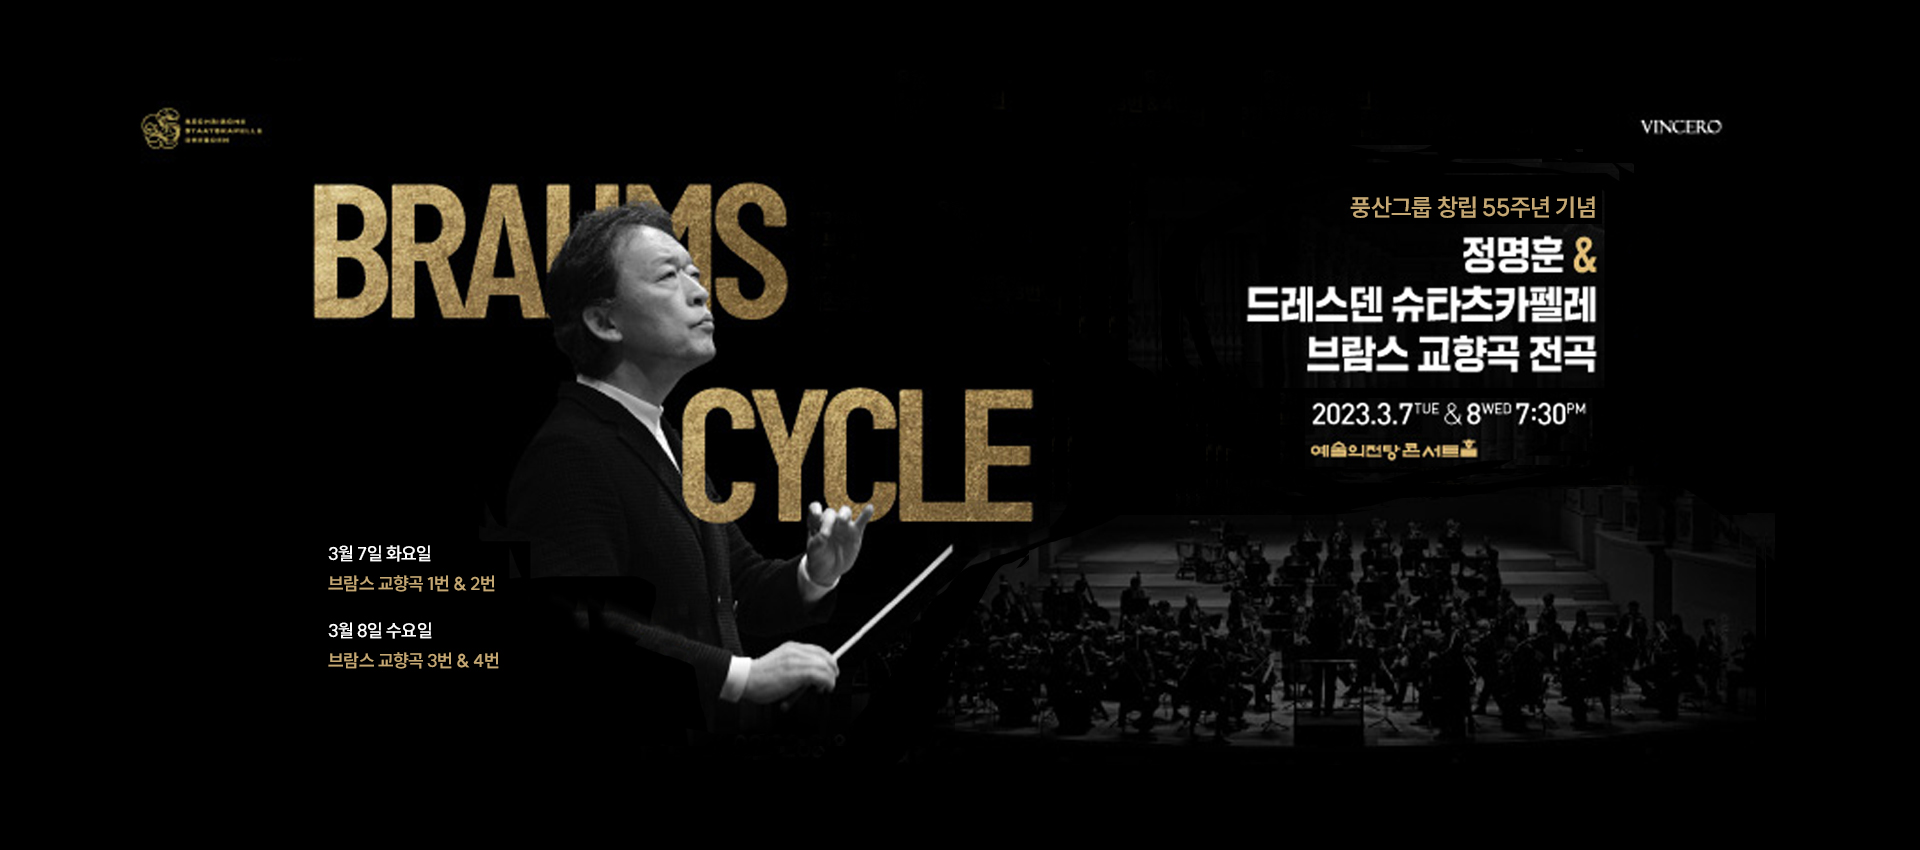 SÄCHSISCHE
STAATSKAPELLE
DRESDEN
VINCERO
BRAHMS
CYCLE
풍산그룹 창립 55주년 기념
정명훈 &
드레스덴 슈타츠카펠레
브람스 교향곡 전곡
2023.3.7TUE & 8WED 7:30PM
예술의전당 콘서트홀
3월 7일 화요일
브람스 교향곡 1번 & 2번
3월 8일 수요일
브람스 교향곡 3번 & 4번